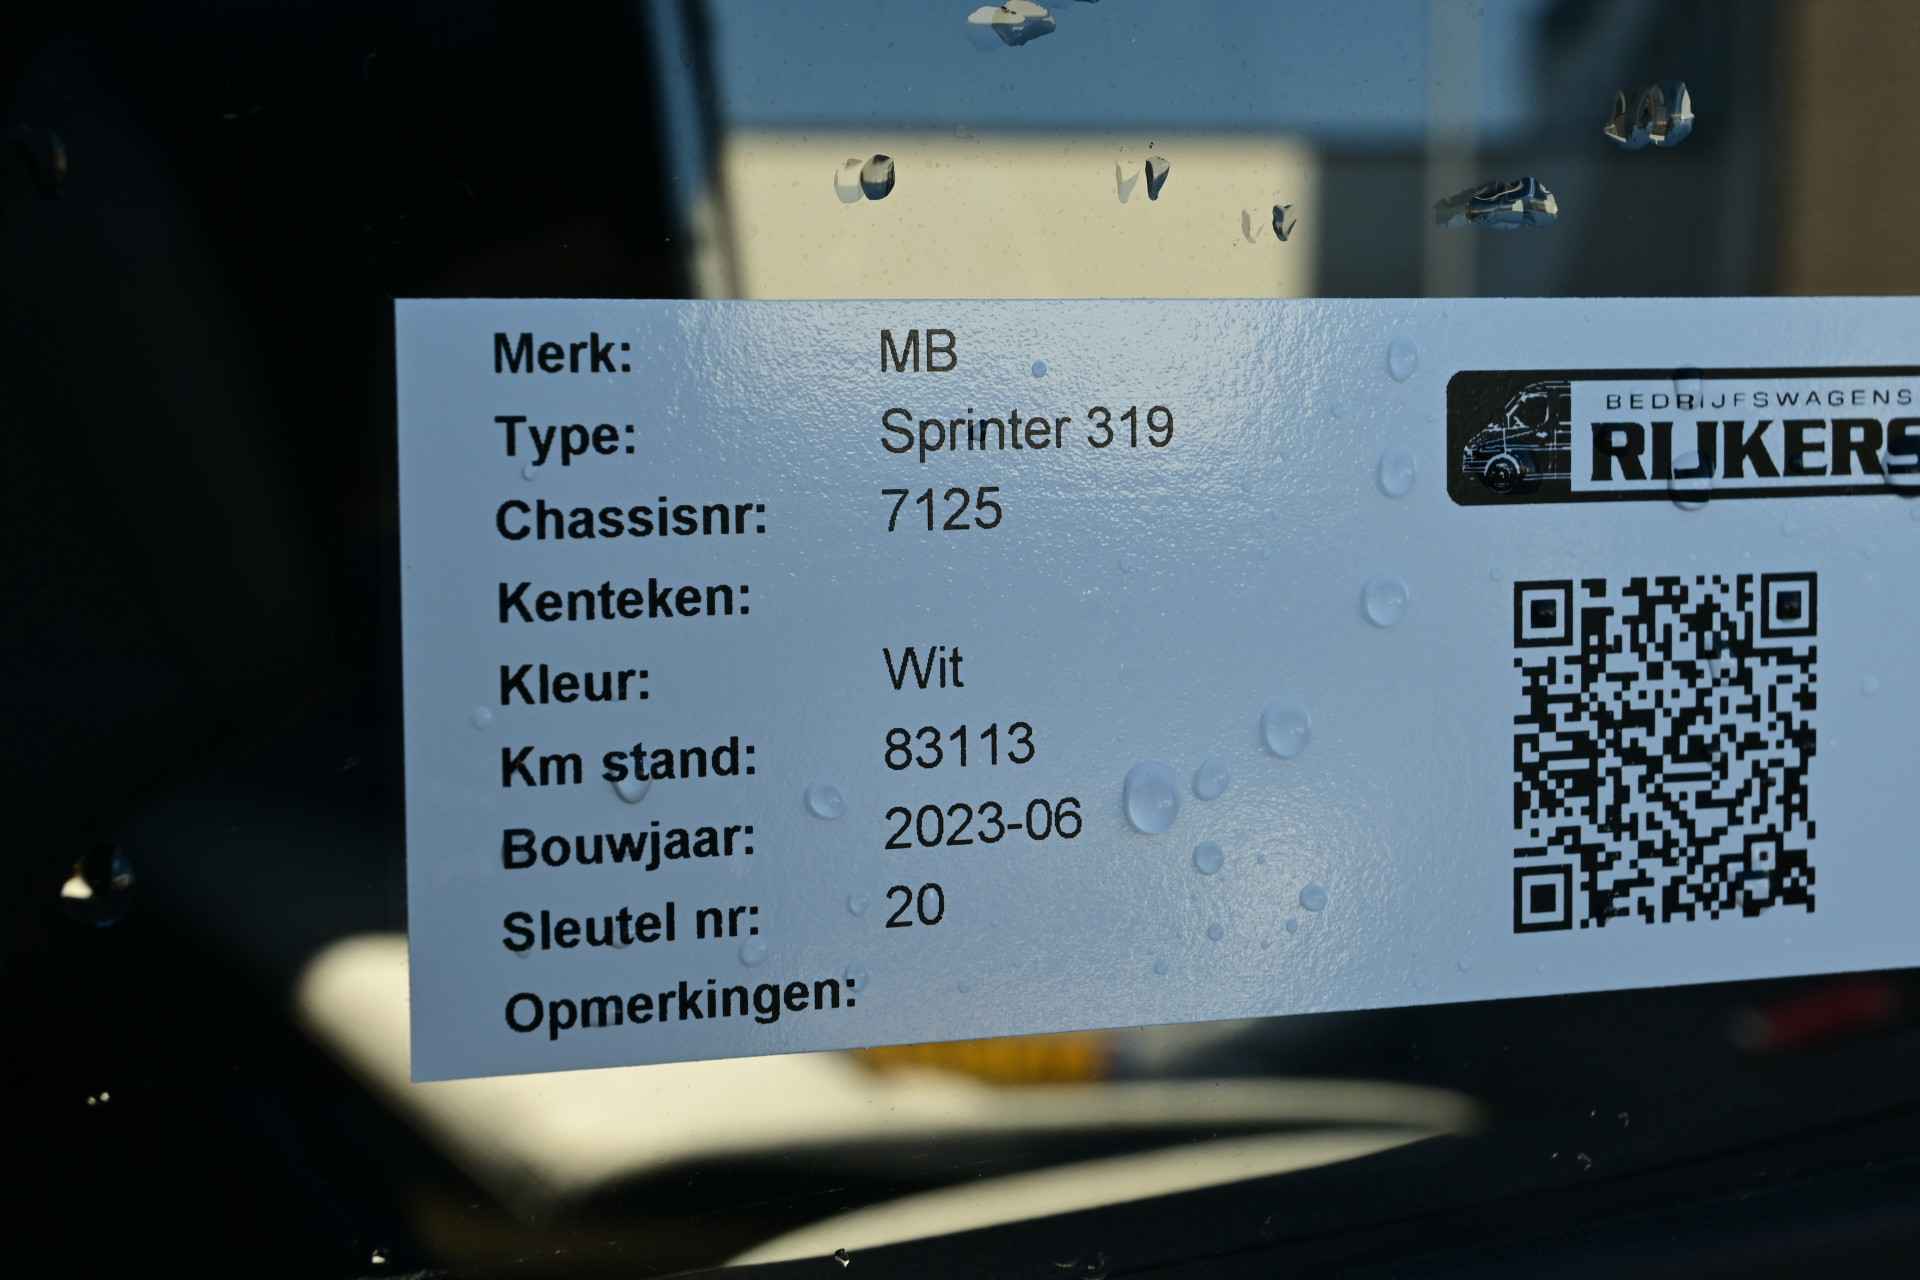 Merk: MB
Type: Sprinter 319
Chassisnr: 7125
Kenteken:
Kleur: Wit
Km stand: 83113
Bouwjaar: 2023-06
Sleutel nr: 20
Opmerkingen:
BEDRIJFSWAGENS
RIJKERS